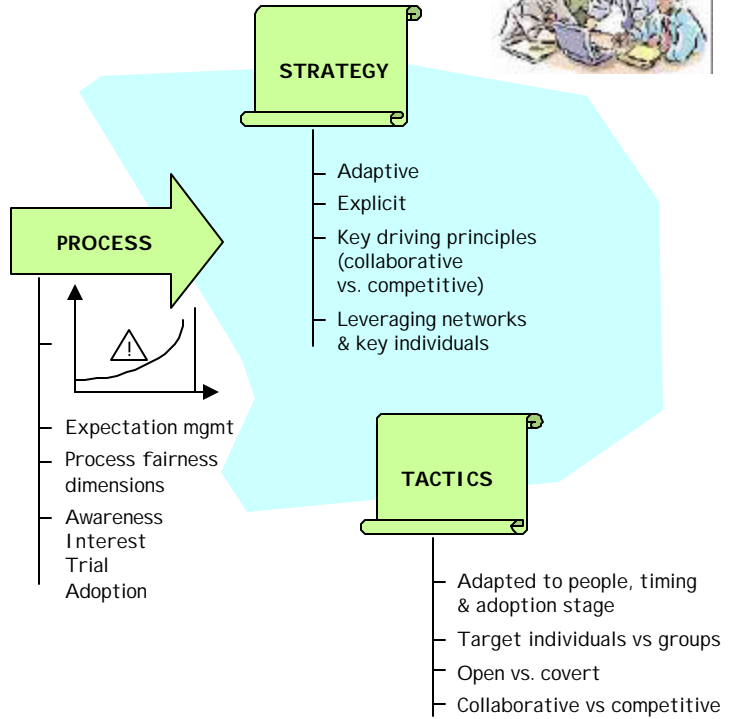 STRATEGY
Adaptive
Explicit
Key driving principles
(collaborative
vs. competitive)
Leveraging networks
& key individuals
PROCESS
!
Expectation mgmt
Process fairness
dimensions
Awareness
Interest
Trial
Adoption
TACTICS
Adapted to people, timing
& adoption stage
Target individuals vs groups
Open vs. covert
Collaborative vs competitive